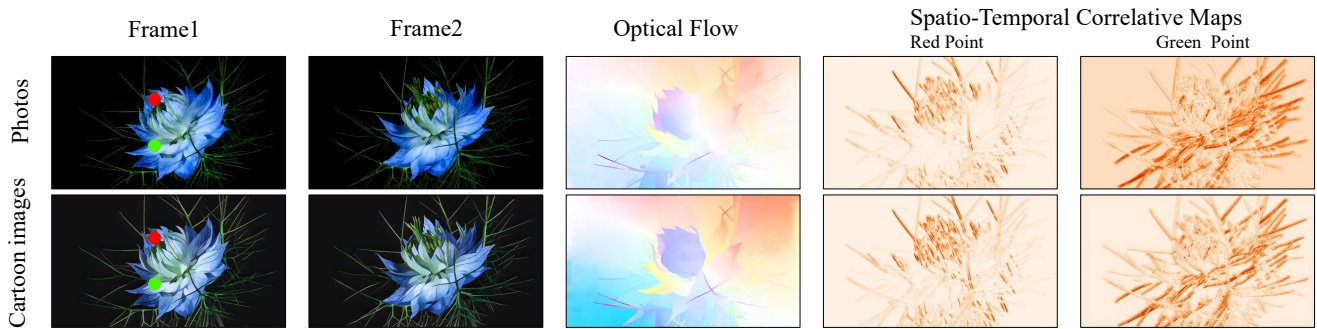 Frame1
Frame2
Optical Flow
Spatio-Temporal Correlative Maps
Red Point
Green Point
Photos
Cartoon images